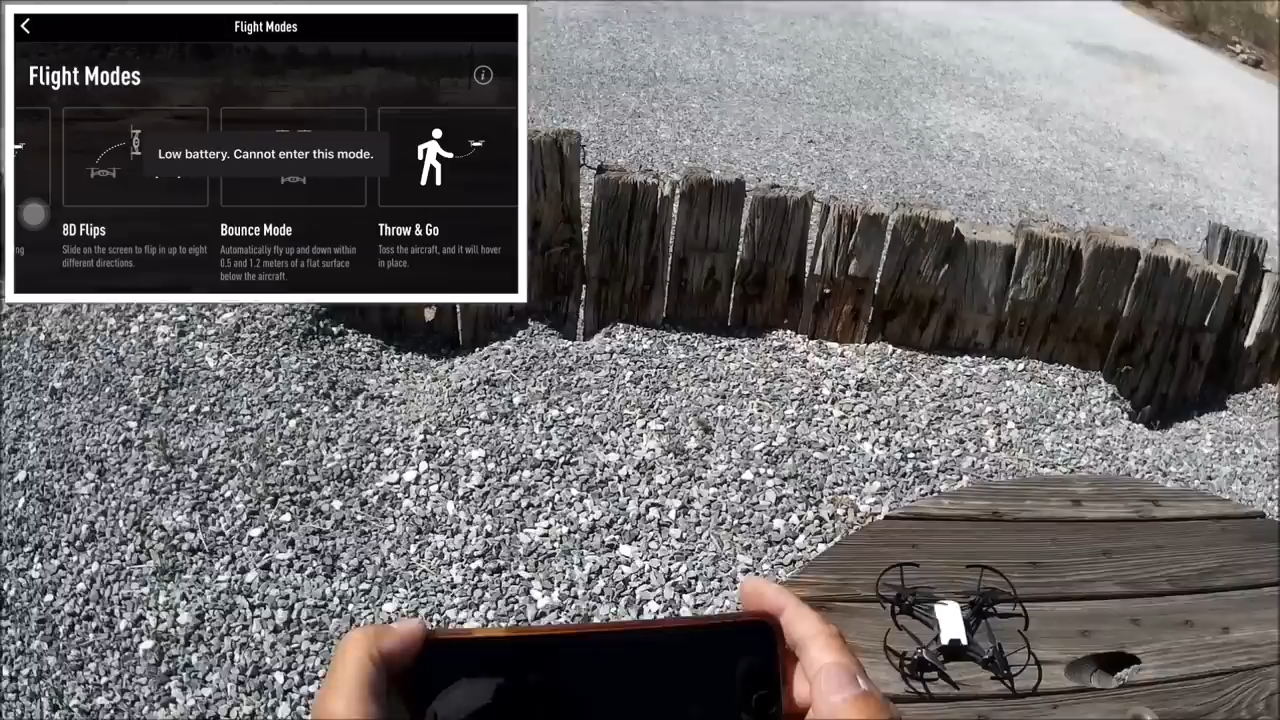 Flight Modes
Flight Modes
Low battery. Cannot enter this mode.
ng
8D Flips
Slide on the screen to flip in up to eight
different directions.
Bounce Mode
Automatically fly up and down within
0.5 and 1.2 meters of a flat surface
below the aircraft.
Throw & Go
Toss the aircraft, and it will hover
in place.